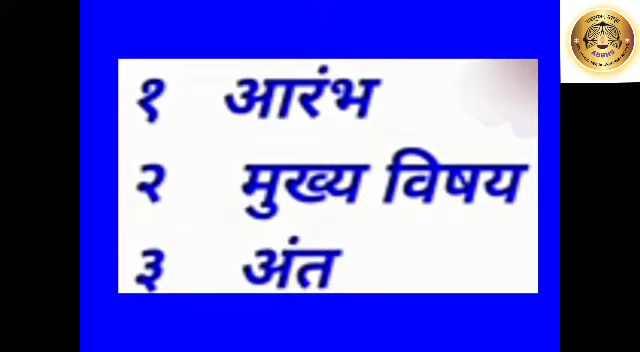 १ आरंभ
२ मुख्य विषय
३ अंत